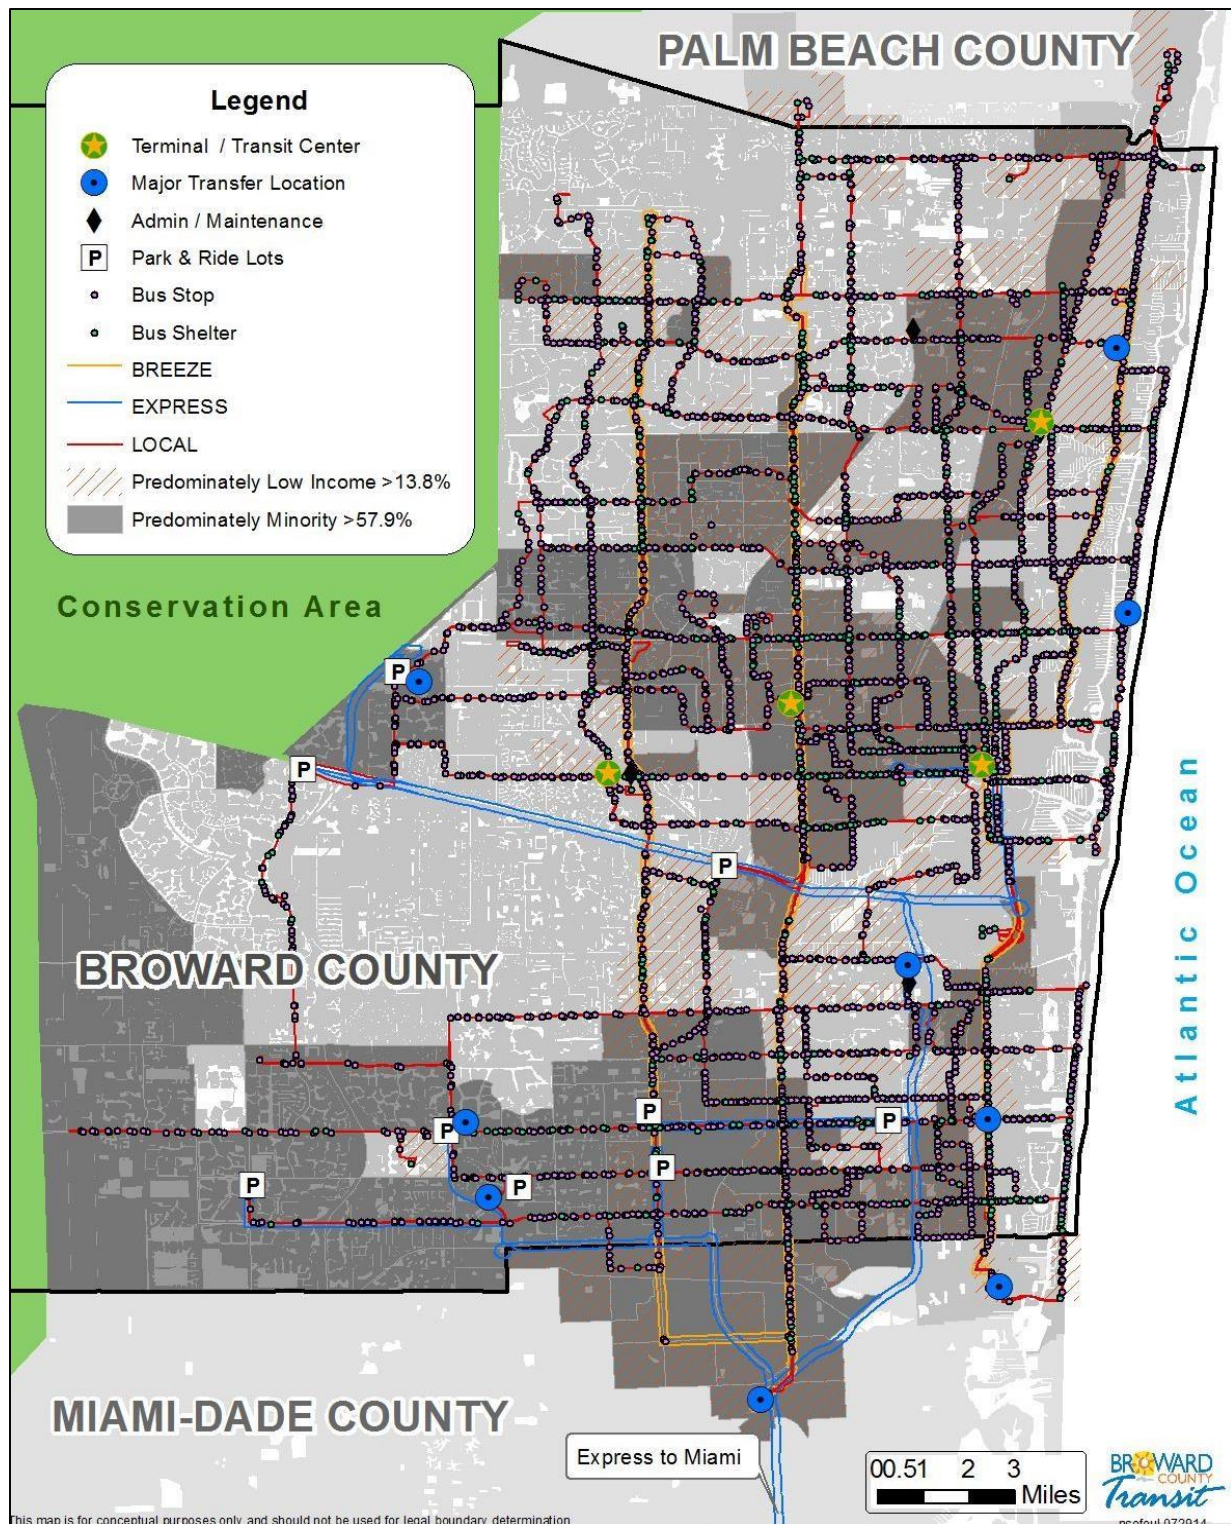 PALM BEACH COUNTY
Legend
Terminal / Transit Center
Major Transfer Location
Admin / Maintenance
P Park & Ride Lots
Bus Stop
Bus Shelter
BREEZE
EXPRESS
LOCAL
Predominately Low Income >13.8%
Predominately Minority >57.9%
Conservation Area
P
P
P
Atlantic Ocean
BROWARD COUNTY
P
P
P
P
P
P
MIAMI-DADE COUNTY
Express to Miami
00.51 2 3
Miles
BROWARD
COUNTY
Transit
This map is for conceptual purposes only and should not be used for legal boundary determination